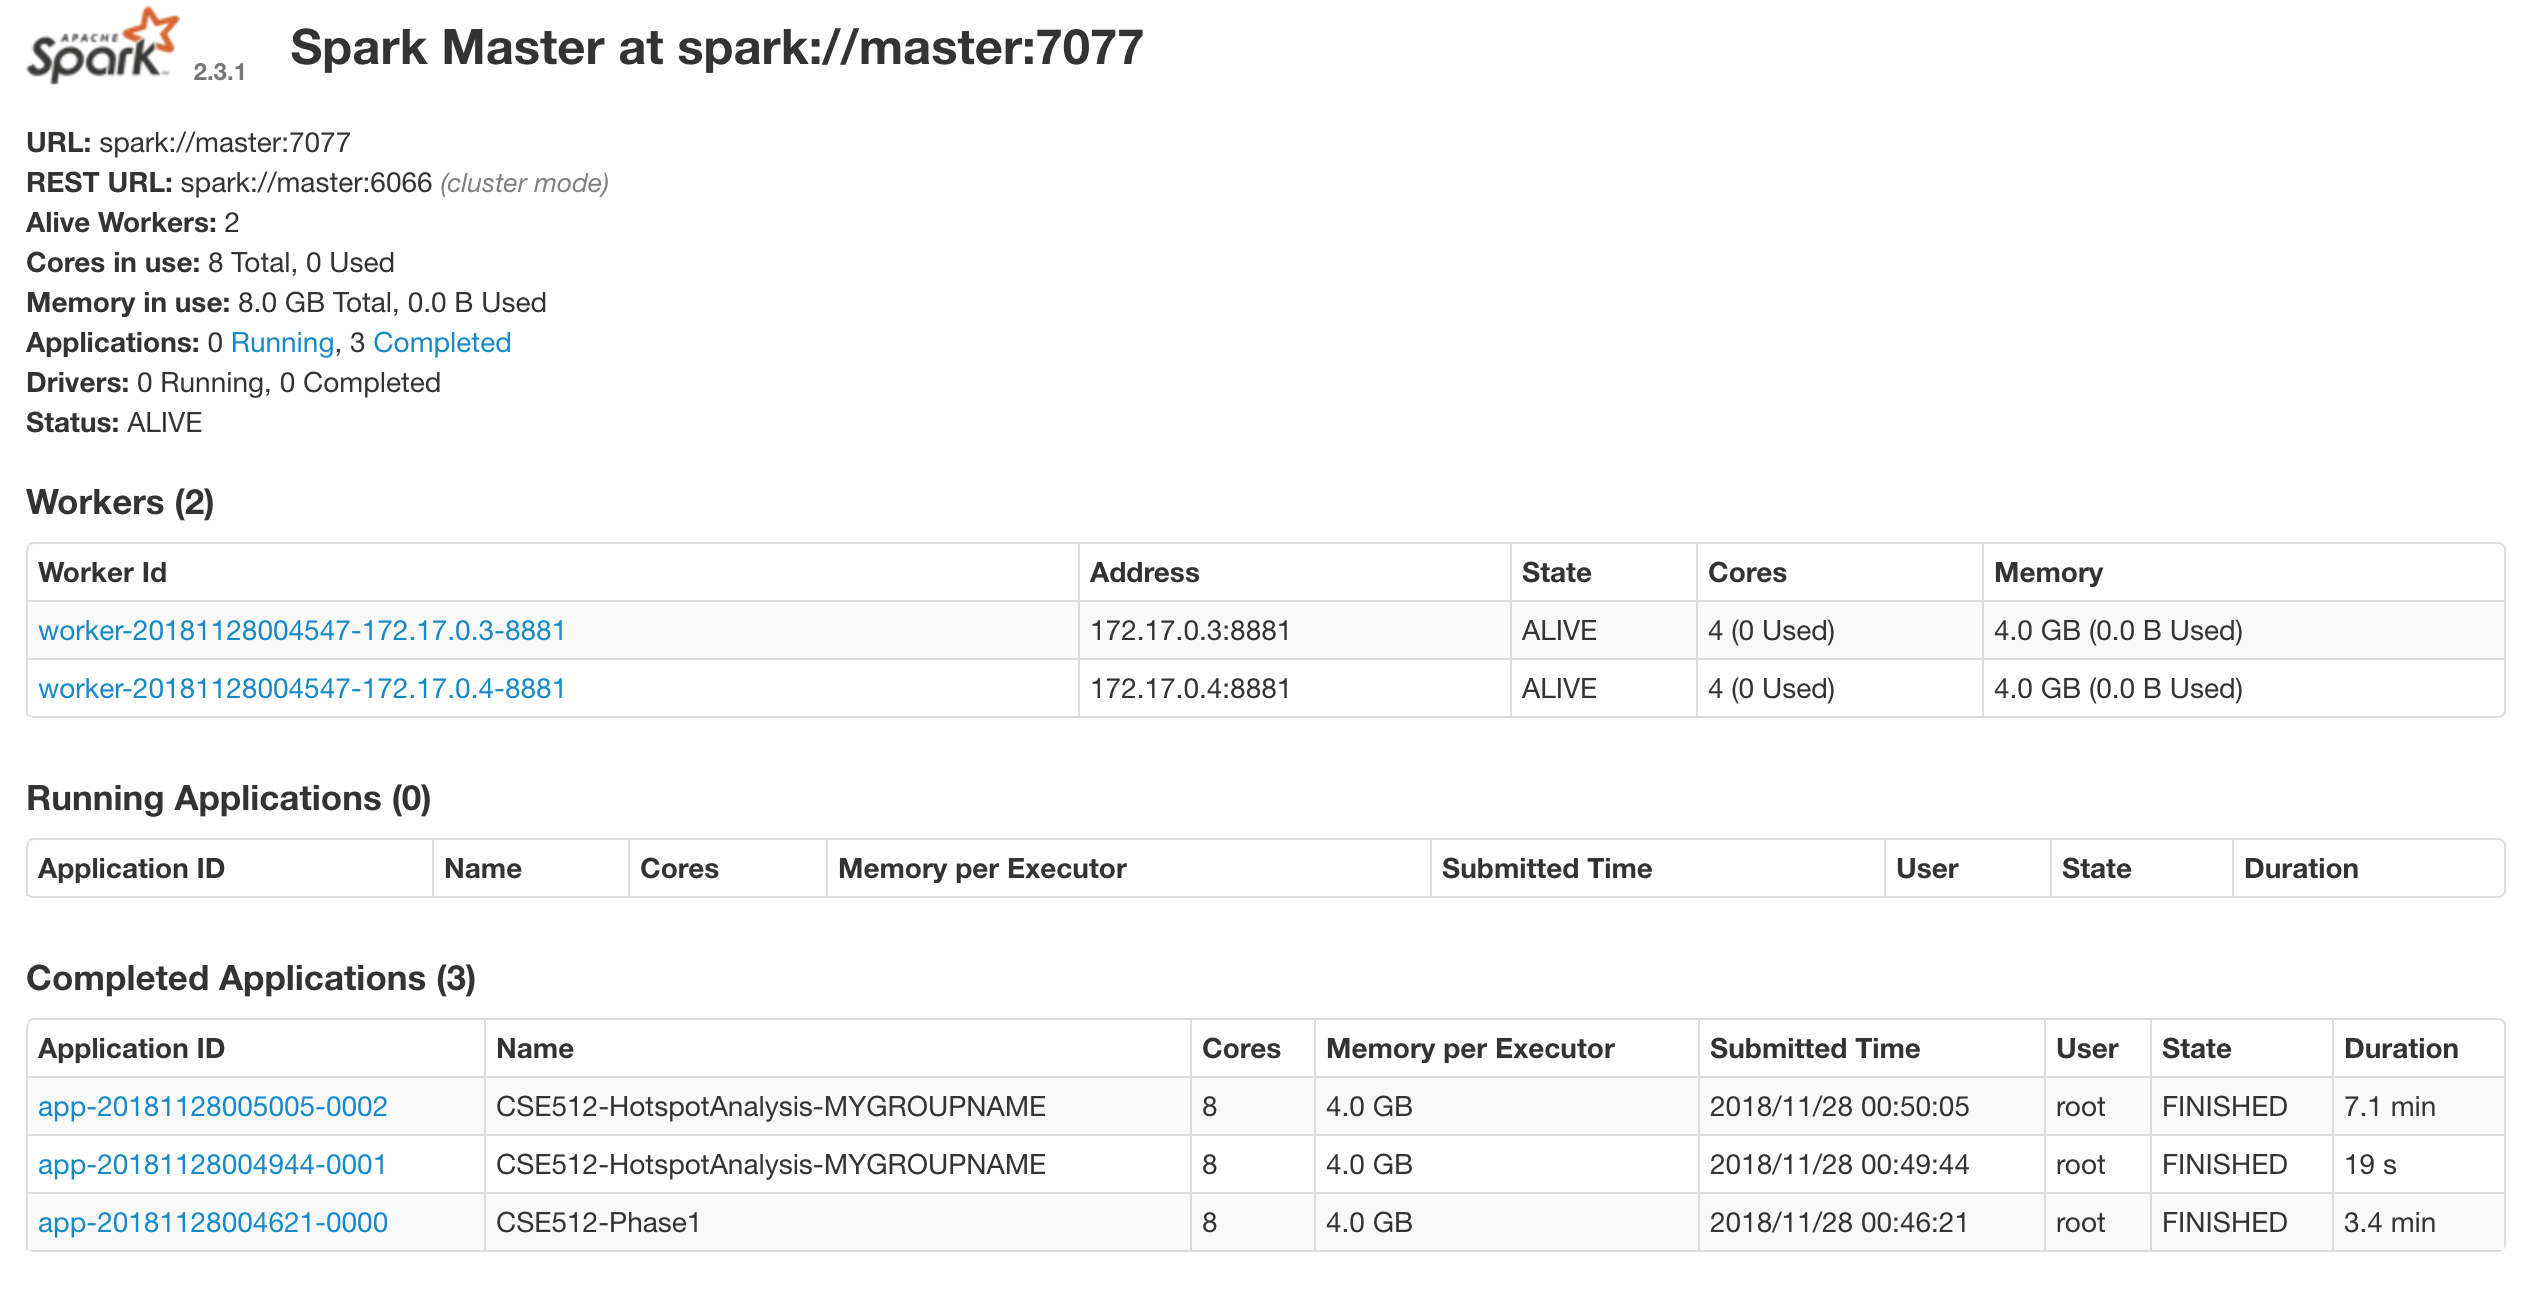 APACHE
Spark 2.3.1 Spark Master at spark://master:7077
URL: spark://master:7077
REST URL: spark://master:6066 (cluster mode)
Alive Workers: 2
Cores in use: 8 Total, 0 Used
Memory in use: 8.0 GB Total, 0.0 B Used
Applications: 0 Running, 3 Completed
Drivers: 0 Running, 0 Completed
Status: ALIVE
Workers (2)
Worker Id Address State Cores Memory
worker-20181128004547-172.17.0.3-8881 172.17.0.3:8881 ALIVE 4 (0 Used) 4.0 GB (0.0 B Used)
worker-20181128004547-172.17.0.4-8881 172.17.0.4:8881 ALIVE 4 (0 Used) 4.0 GB (0.0 B Used)
Running Applications (0)
Application ID Name Cores Memory per Executor Submitted Time User State Duration
Completed Applications (3)
Application ID Name Cores Memory per Executor Submitted Time User State Duration
app-20181128005005-0002 CSE512-HotspotAnalysis-MYGROUPNAME 8 4.0 GB 2018/11/28 00:50:05 root FINISHED 7.1 min
app-20181128004944-0001 CSE512-HotspotAnalysis-MYGROUPNAME 8 4.0 GB 2018/11/28 00:49:44 root FINISHED 19 s
app-20181128004621-0000 CSE512-Phase1 8 4.0 GB 2018/11/28 00:46:21 root FINISHED 3.4 min